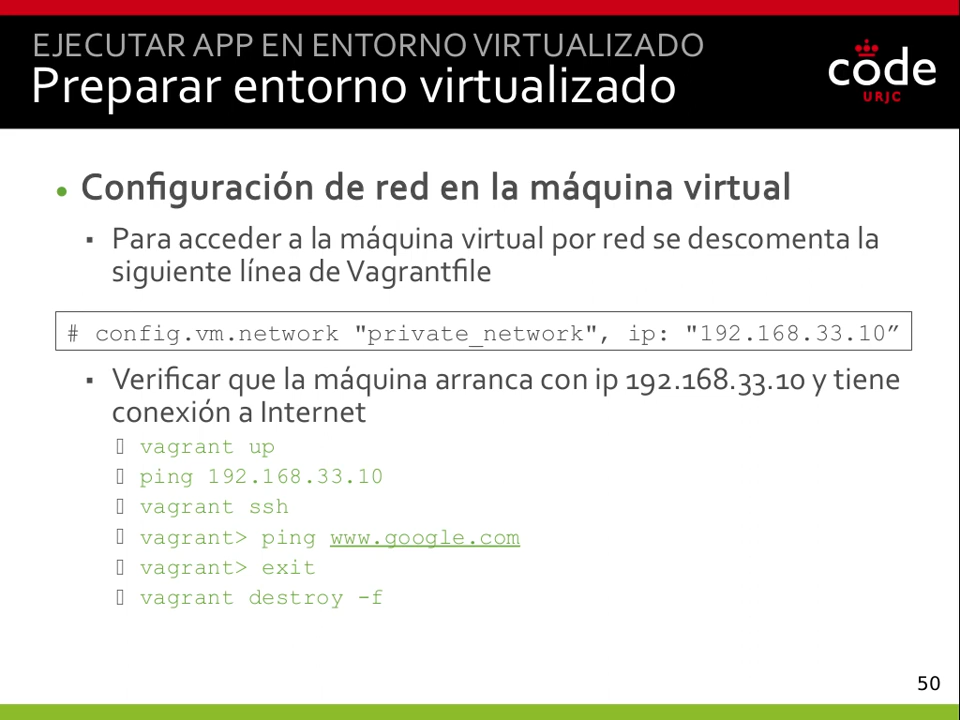 EJECUTAR APP EN ENTORNO VIRTUALIZADO
Preparar entorno virtualizado
code
URJC
• Configuración de red en la máquina virtual
▪ Para acceder a la máquina virtual por red se descomenta la
siguiente línea de Vagrantfile
# config.vm.network "private_network", ip: "192.168.33.10”
▪ Verificar que la máquina arranca con ip 192.168.33.10 y tiene
conexión a Internet
vagrant up
ping 192.168.33.10
vagrant ssh
vagrant> ping www.google.com
vagrant> exit
vagrant destroy -f
50